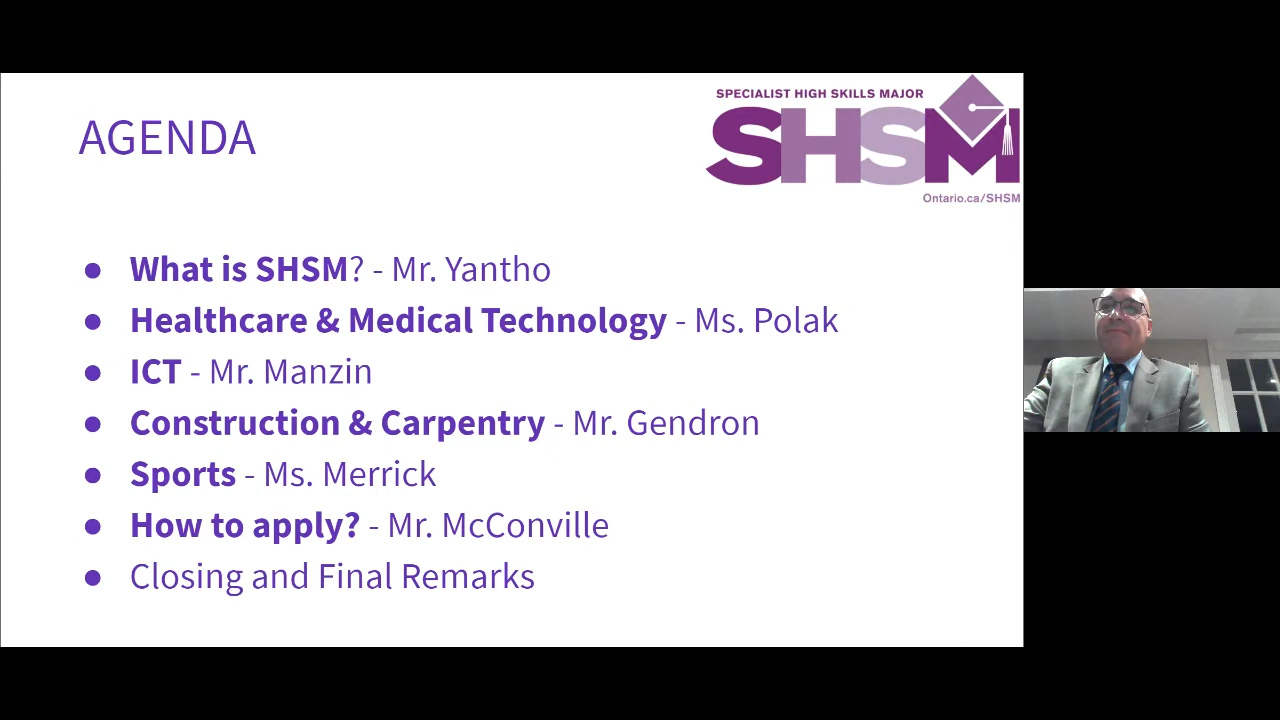 SPECIALIST HIGH SKILLS MAJOR
SHSM
Ontario.ca/SHSM
AGENDA
● What is SHSM? - Mr. Yantho
● Healthcare & Medical Technology - Ms. Polak
● ICT - Mr. Manzin
● Construction & Carpentry - Mr. Gendron
● Sports - Ms. Merrick
● How to apply? - Mr. McConville
● Closing and Final Remarks